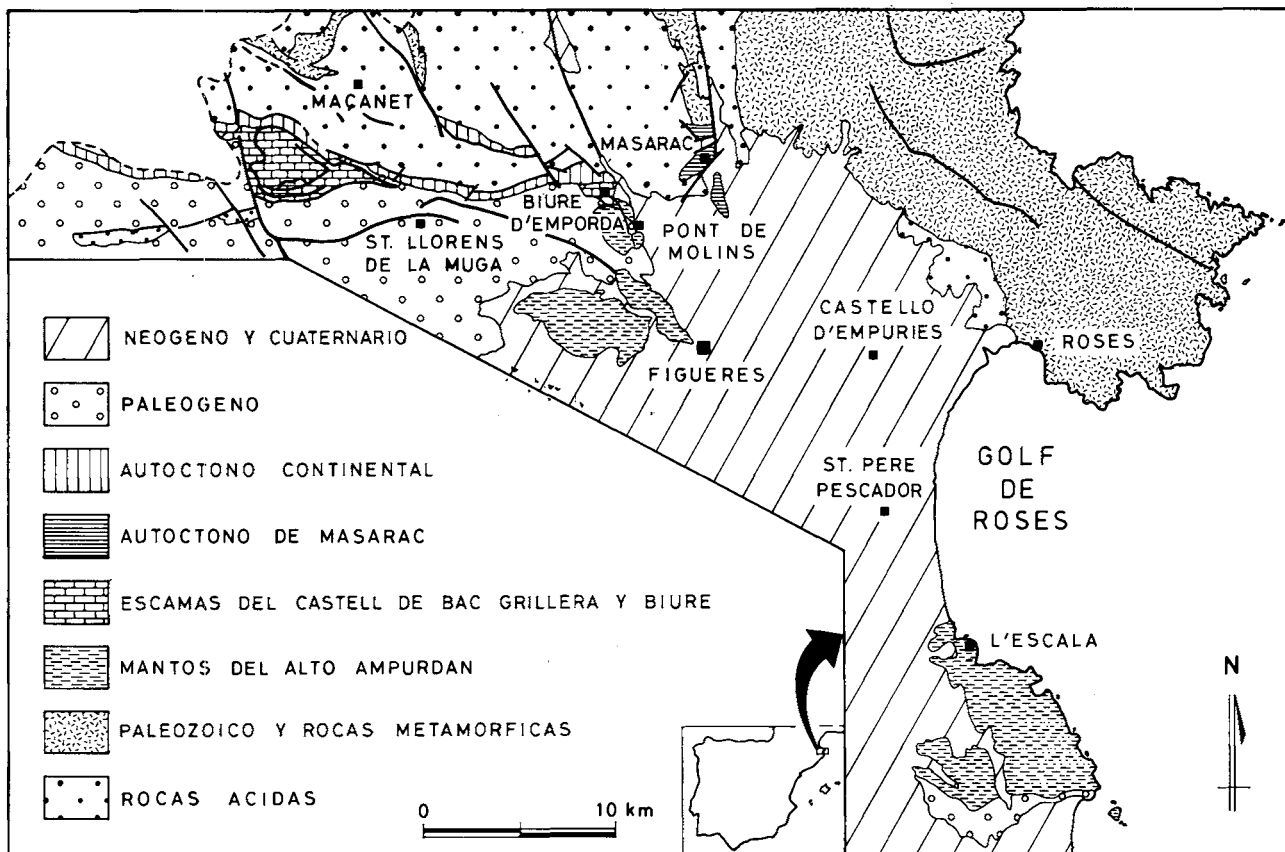 MAÇANET
MASARAC
BIURE
D'EMPORDA
ST. LLORENS
DE LA MUGA
PONT DE
MOLINS
CASTELLO
D'EMPURIES
ROSES
FIGUERES
ST. PERE
PESCADOR
GOLF
DE
ROSES
L'ESCALA
NEOGENO Y CUATERNARIO
PALEOGENO
AUTOCTONO CONTINENTAL
AUTOCTONO DE MASARAC
ESCAMAS DEL CASTELL DE BAC GRILLERA Y BIURE
MANTOS DEL ALTO AMPURDAN
PALEOZOICO Y ROCAS METAMORFICAS
ROCAS ACIDAS
0 10 km
N